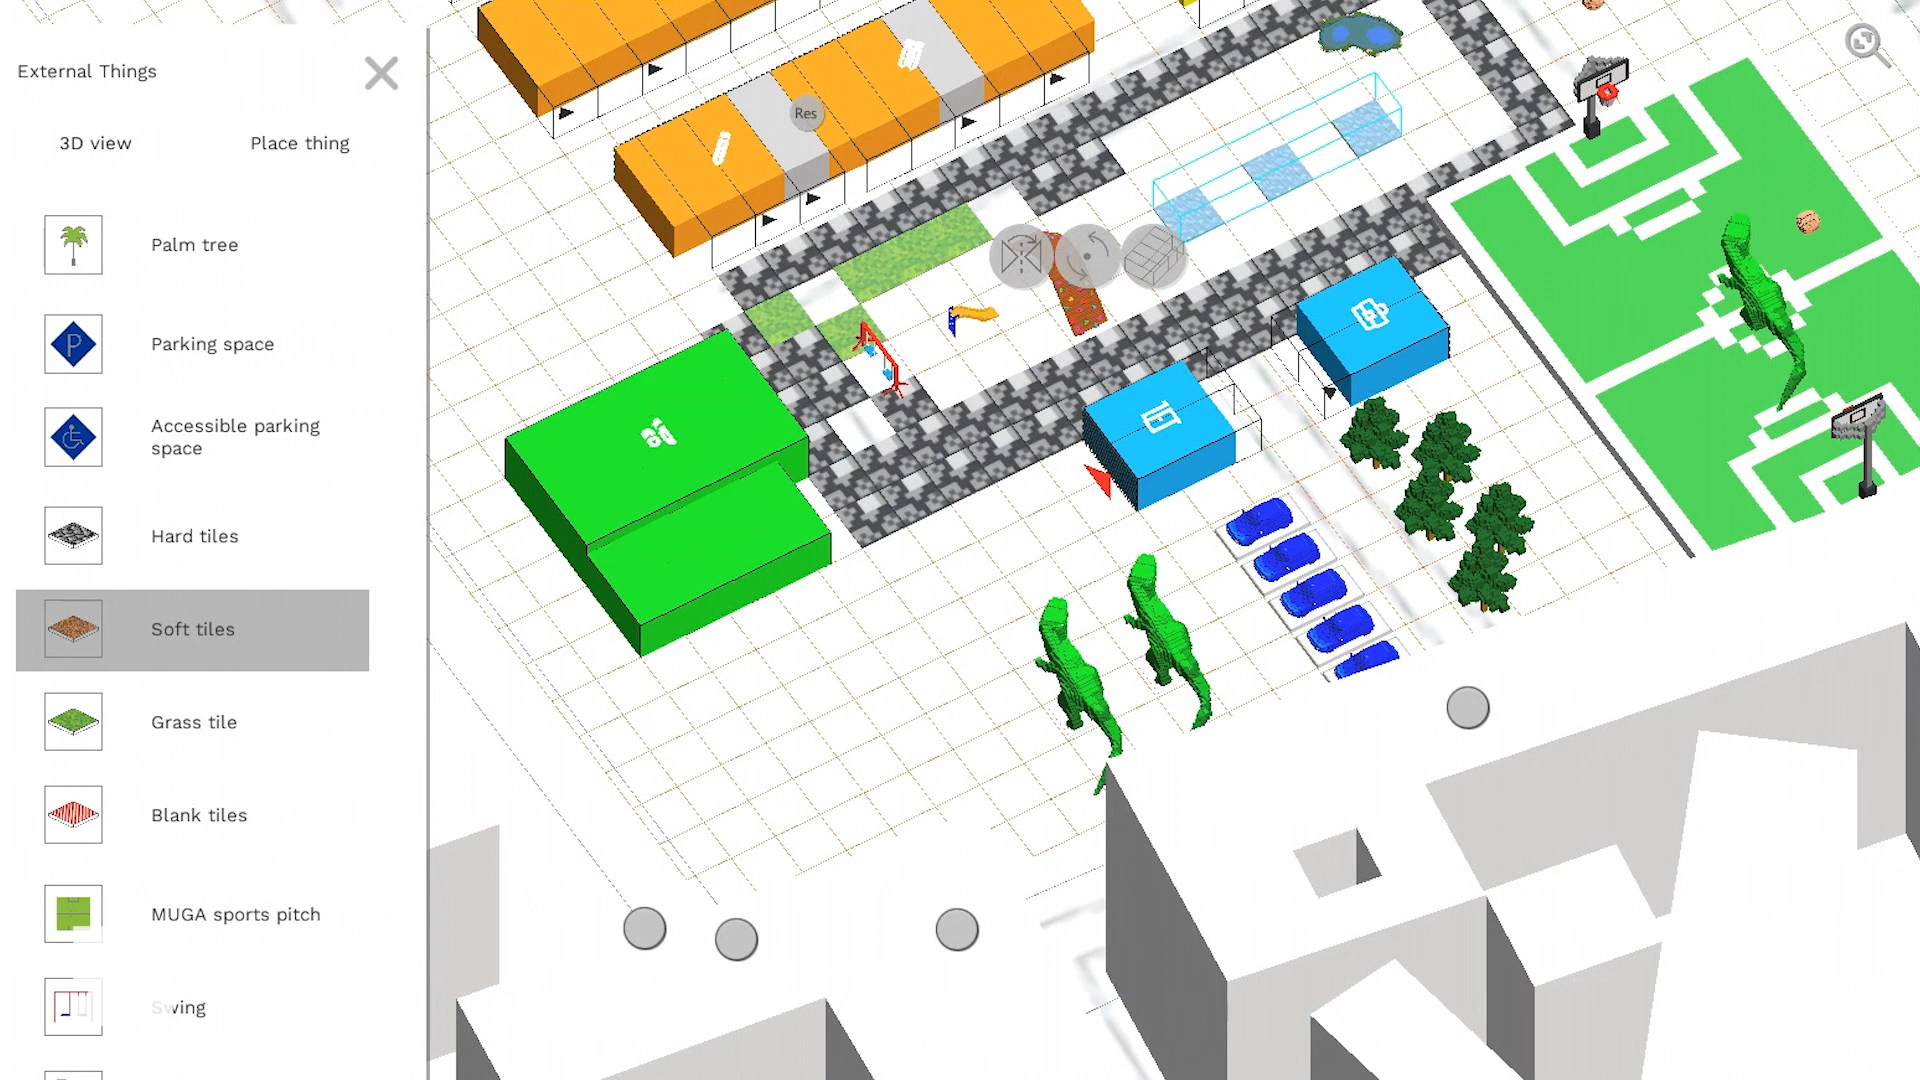 External Things
3D view
Place thing
Palm tree
P
Parking space
Accessible parking
space
Hard tiles
Soft tiles
Grass tile
Blank tiles
MUGA sports pitch
Swing
Res